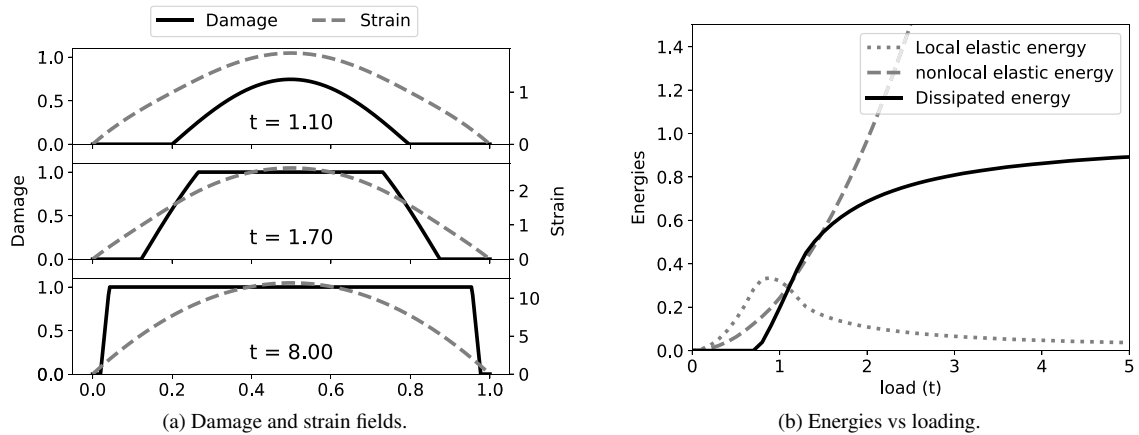 Damage Strain
1.0
0.5
0.0
1
0
t = 1.10
1.0
0.5
0.0
2
1
0
t = 1.70
1.0
0.5
0.0
10
5
0
t = 8.00
Damage
Strain
0.0 0.2 0.4 0.6 0.8 1.0
(a) Damage and strain fields.
Local elastic energy
nonlocal elastic energy
Dissipated energy
1.4
1.2
1.0
0.8
0.6
0.4
0.2
0.0
Energies
0 1 2 3 4 5
load (t)
(b) Energies vs loading.